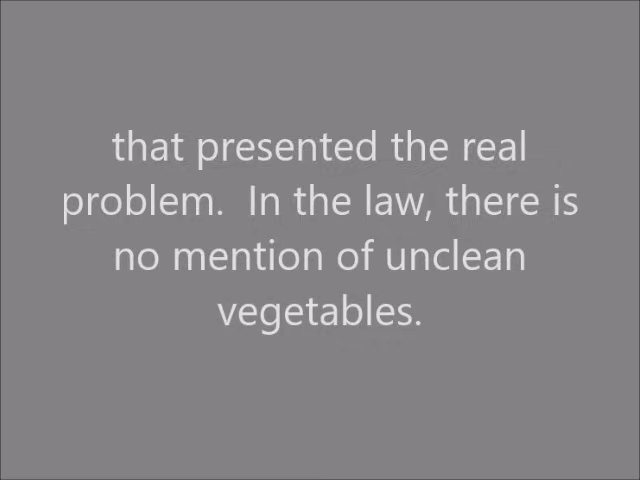 that presented the real
problem.  In the law, there is
no mention of unclean
vegetables.